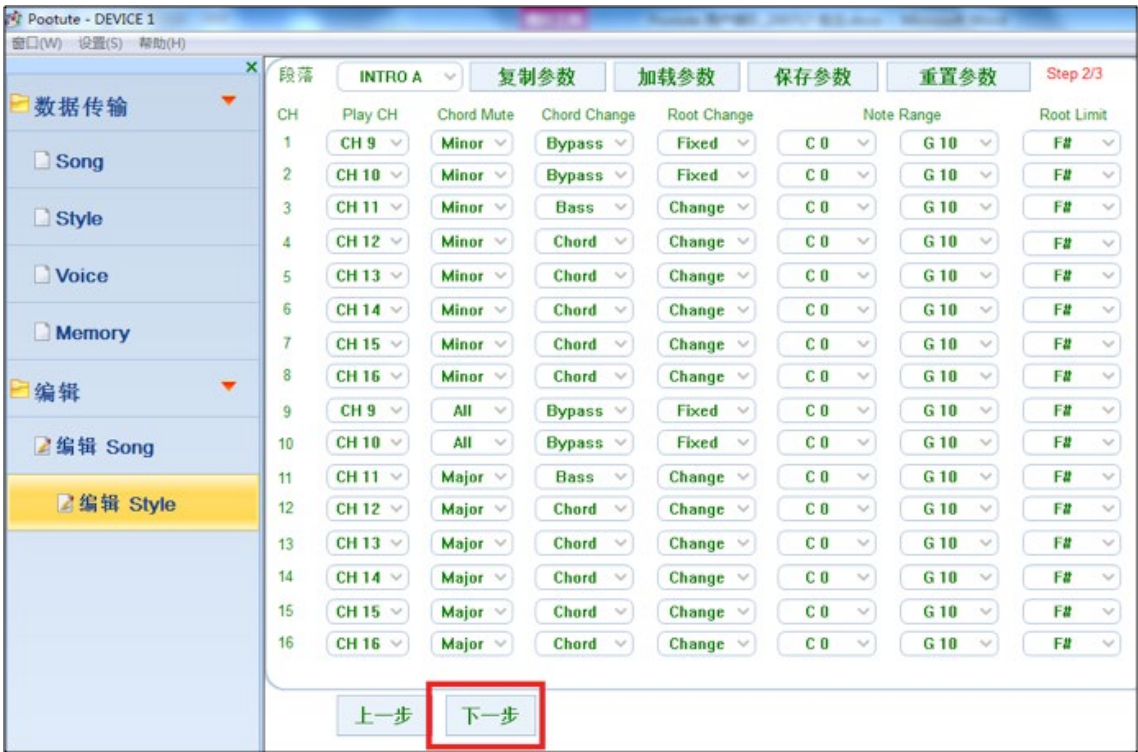 Pootute - DEVICE 1
窗口(W) 设置(S) 帮助(H)
×
数据传输
Song
Style
Voice
Memory
编辑
编辑 Song
编辑 Style
段落 INTRO A 复制参数 加载参数 保存参数 重置参数 Step 2/3
CH Play CH Chord Mute Chord Change Root Change Note Range Root Limit
1 CH 9 Minor Bypass Fixed C 0 G 10 F#
2 CH 10 Minor Bypass Fixed C 0 G 10 F#
3 CH 11 Minor Bass Change C 0 G 10 F#
4 CH 12 Minor Chord Change C 0 G 10 F#
5 CH 13 Minor Chord Change C 0 G 10 F#
6 CH 14 Minor Chord Change C 0 G 10 F#
7 CH 15 Minor Chord Change C 0 G 10 F#
8 CH 16 Minor Chord Change C 0 G 10 F#
9 CH 9 All Bypass Fixed C 0 G 10 F#
10 CH 10 All Bypass Fixed C 0 G 10 F#
11 CH 11 Major Bass Change C 0 G 10 F#
12 CH 12 Major Chord Change C 0 G 10 F#
13 CH 13 Major Chord Change C 0 G 10 F#
14 CH 14 Major Chord Change C 0 G 10 F#
15 CH 15 Major Chord Change C 0 G 10 F#
16 CH 16 Major Chord Change C 0 G 10 F#
上一步 下一步